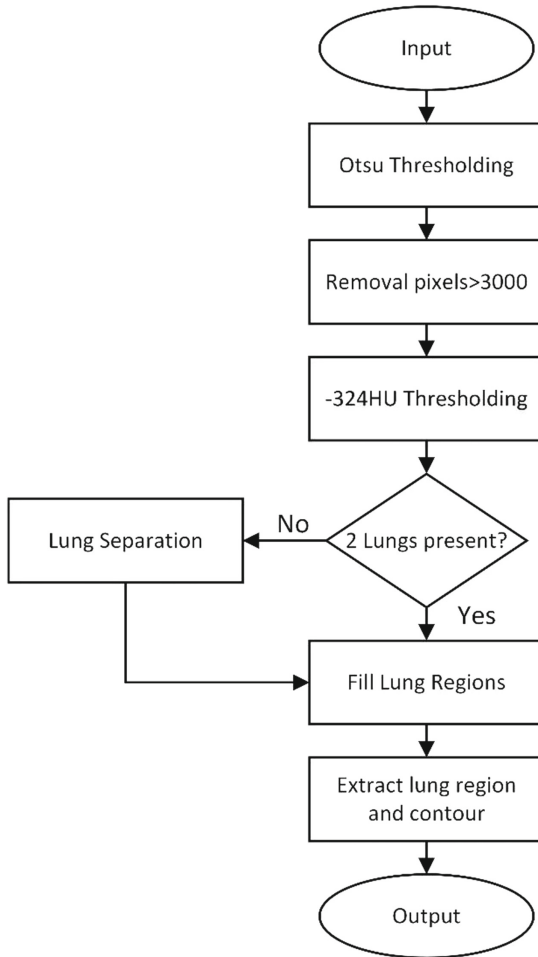 Input
Otsu Thresholding
Removal pixels>3000
-324HU Thresholding
2 Lungs present?
No
Lung Separation
Yes
Fill Lung Regions
Extract lung region
and contour
Output